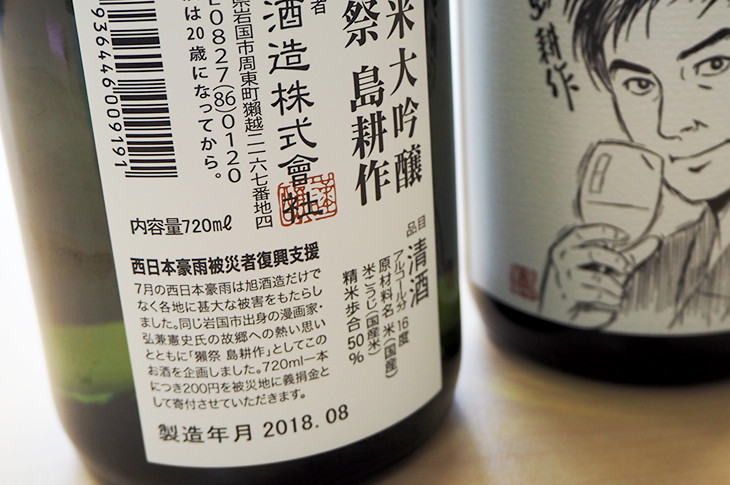 米大吟醸
祭 島耕作
者
酒造株式會社
県岩国市周東町獺越二一六七番地四
L0827(86)0120
は20歳になってから。
936446009191
内容量720ml
品目 清酒
アルコール分 16度
原材料名 米(国産)
米こうじ(国産米)
精米歩合50%
西日本豪雨被災者復興支援
7月の西日本豪雨は旭酒造だけで
なく各地に甚大な被害をもたらし
ました。同じ岩国市出身の漫画家・
弘兼憲史氏の故郷への熱い思い
とともに「獺祭 島耕作」としてこの
お酒を企画しました。720ml一本
につき200円を被災地に義捐金と
して寄付させていただきます。
製造年月 2018.08
耕作